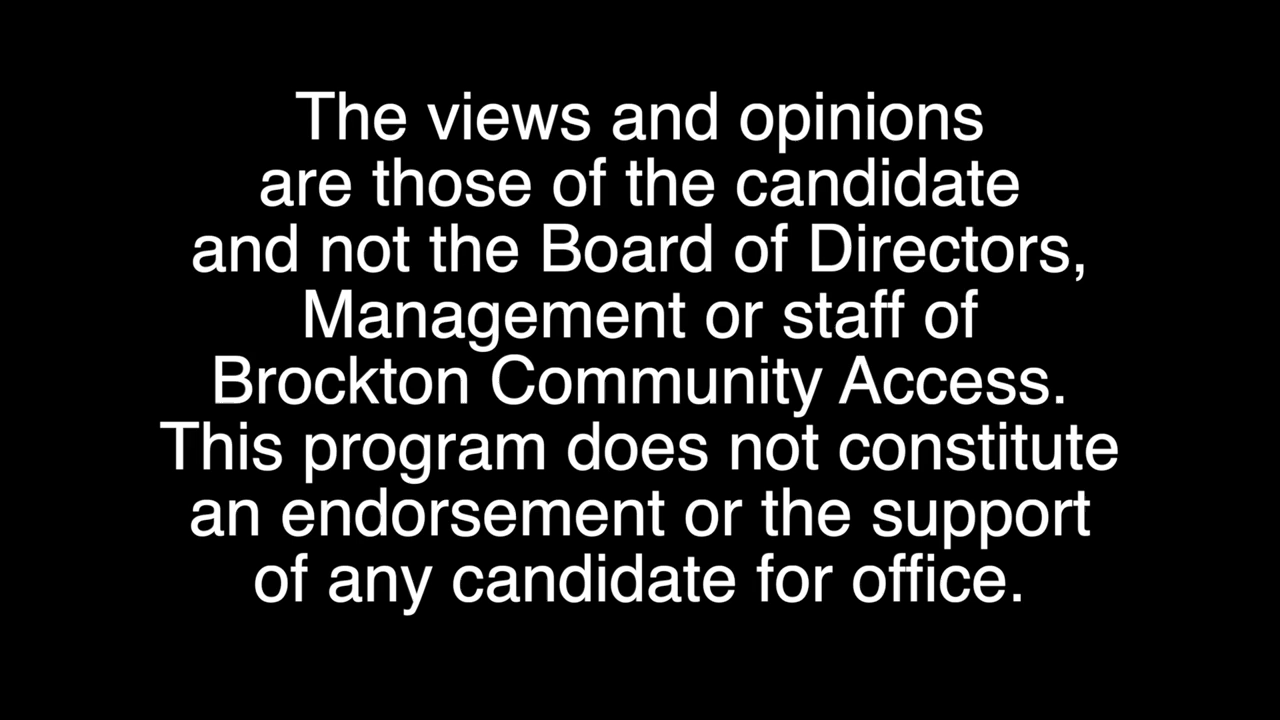 The views and opinions
are those of the candidate
and not the Board of Directors,
Management or staff of
Brockton Community Access.
This program does not constitute
an endorsement or the support
of any candidate for office.